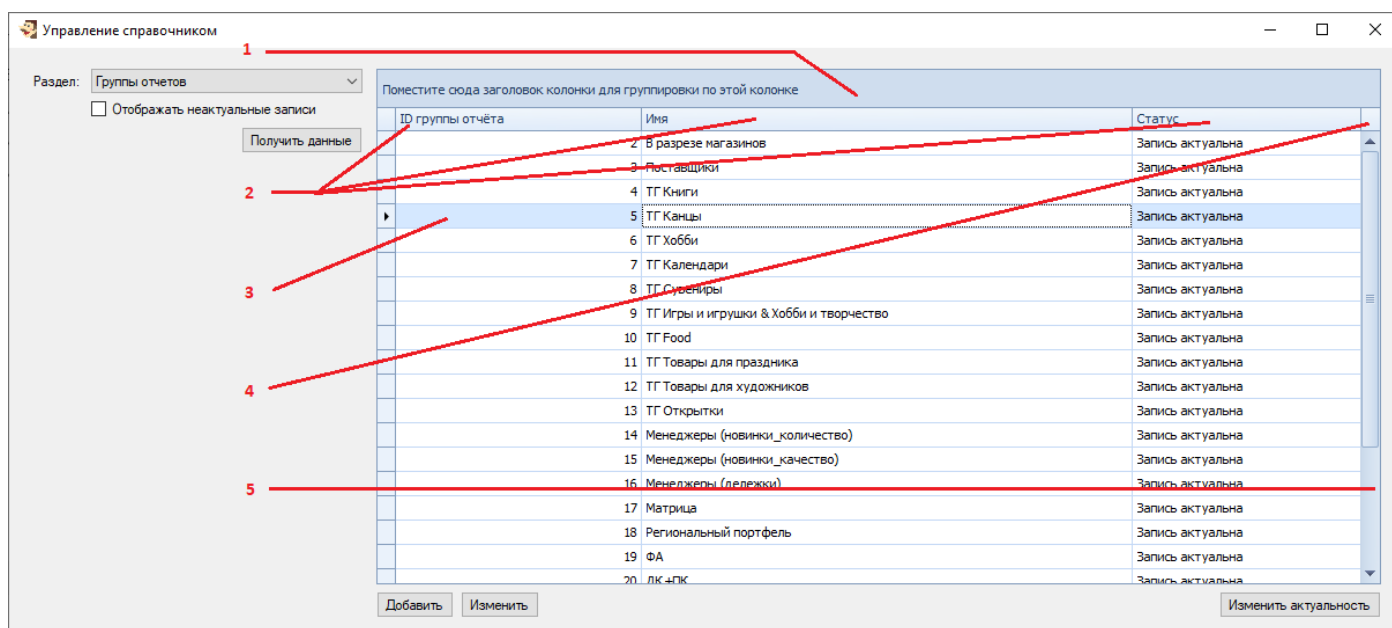 Управление справочником
1
Раздел: Группы отчетов
Отображать неактуальные записи
Получить данные
Поместите сюда заголовок колонки для группировки по этой колонке
ID группы отчёта Имя Статус
2 В разрезе магазинов Запись актуальна
3 Поставщики Запись актуальна
2
4 ТГ Книги Запись актуальна
5 ТГ Канцы Запись актуальна
6 ТГ Хобби Запись актуальна
7 ТГ Календари Запись актуальна
3
8 ТГ Сувениры Запись актуальна
9 ТГ Игры и игрушки & Хобби и творчество Запись актуальна
10 ТГ Food Запись актуальна
11 ТГ Товары для праздника Запись актуальна
4
12 ТГ Товары для художников Запись актуальна
13 ТГ Открытки Запись актуальна
14 Менеджеры (новинки_количество) Запись актуальна
15 Менеджеры (новинки_качество) Запись актуальна
5
16 Менеджеры (дележки) Запись актуальна
17 Матрица Запись актуальна
18 Региональный портфель Запись актуальна
19 ФА Запись актуальна
20 ДК+ПК Запись актуальна
Добавить Изменить Изменить актуальность